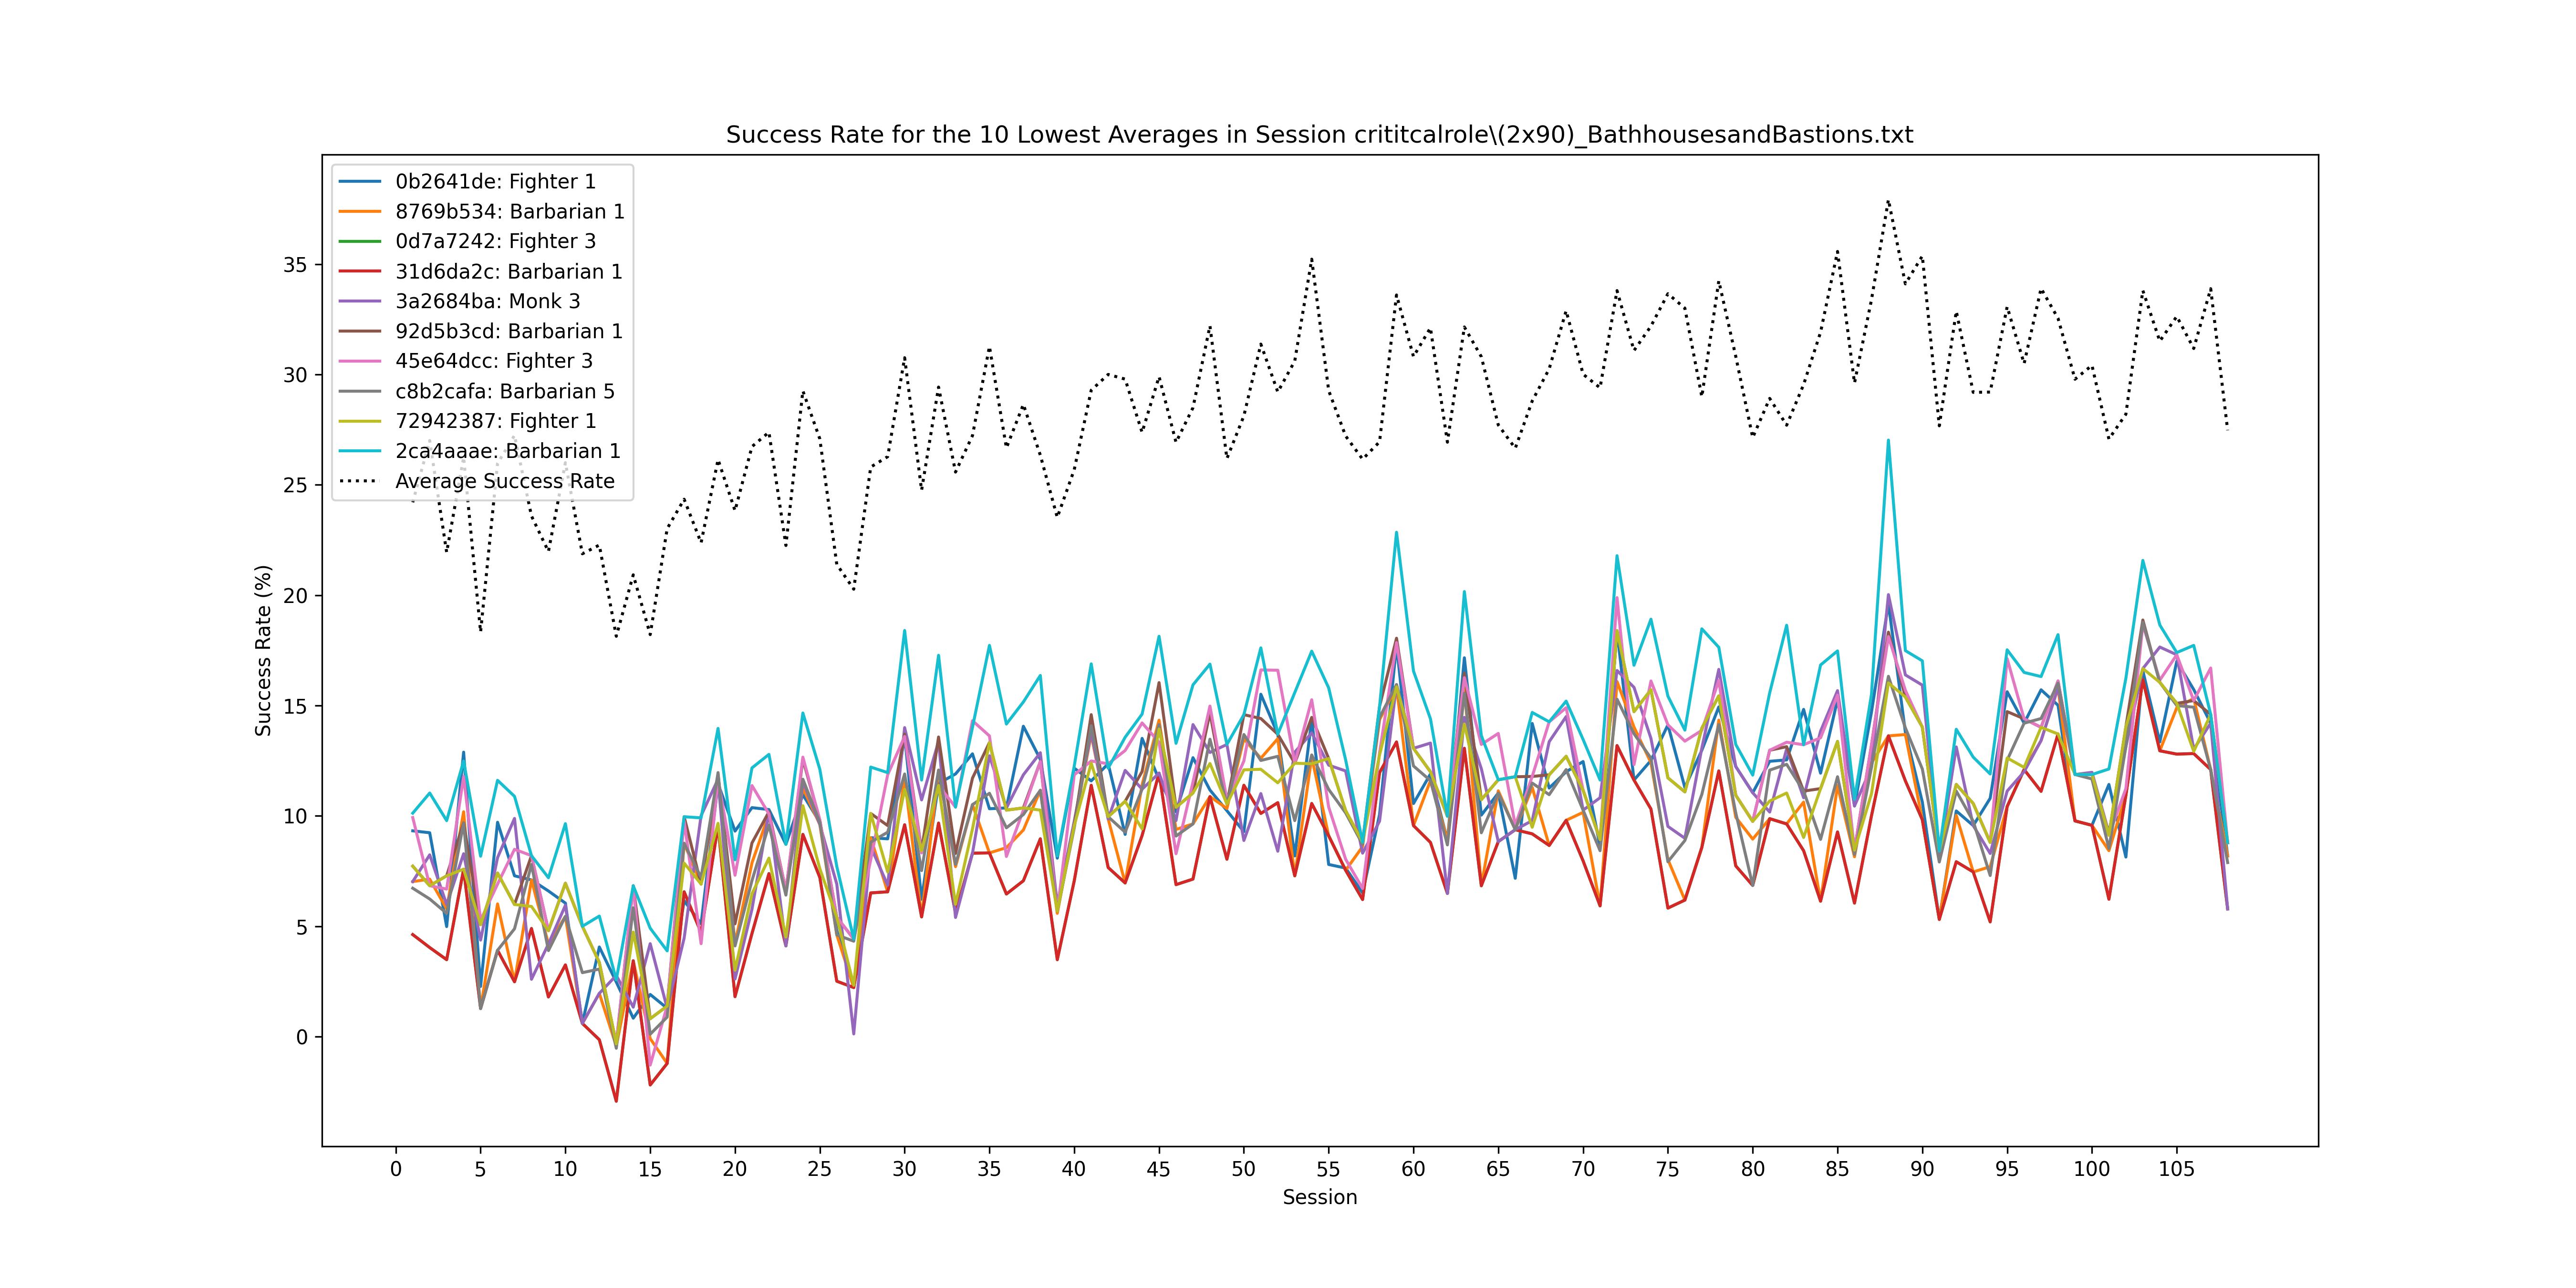 Success Rate for the 10 Lowest Averages in Session crititcalrole\(2x90)_BathhousesandBastions.txt
0b2641de: Fighter 1
8769b534: Barbarian 1
0d7a7242: Fighter 3
31d6da2c: Barbarian 1
3a2684ba: Monk 3
92d5b3cd: Barbarian 1
45e64dcc: Fighter 3
c8b2cafa: Barbarian 5
72942387: Fighter 1
2ca4aaae: Barbarian 1
Average Success Rate
Success Rate (%)
35
30
25
20
15
10
5
0
0 5 10 15 20 25 30 35 40 45 50 55 60 65 70 75 80 85 90 95 100 105
Session